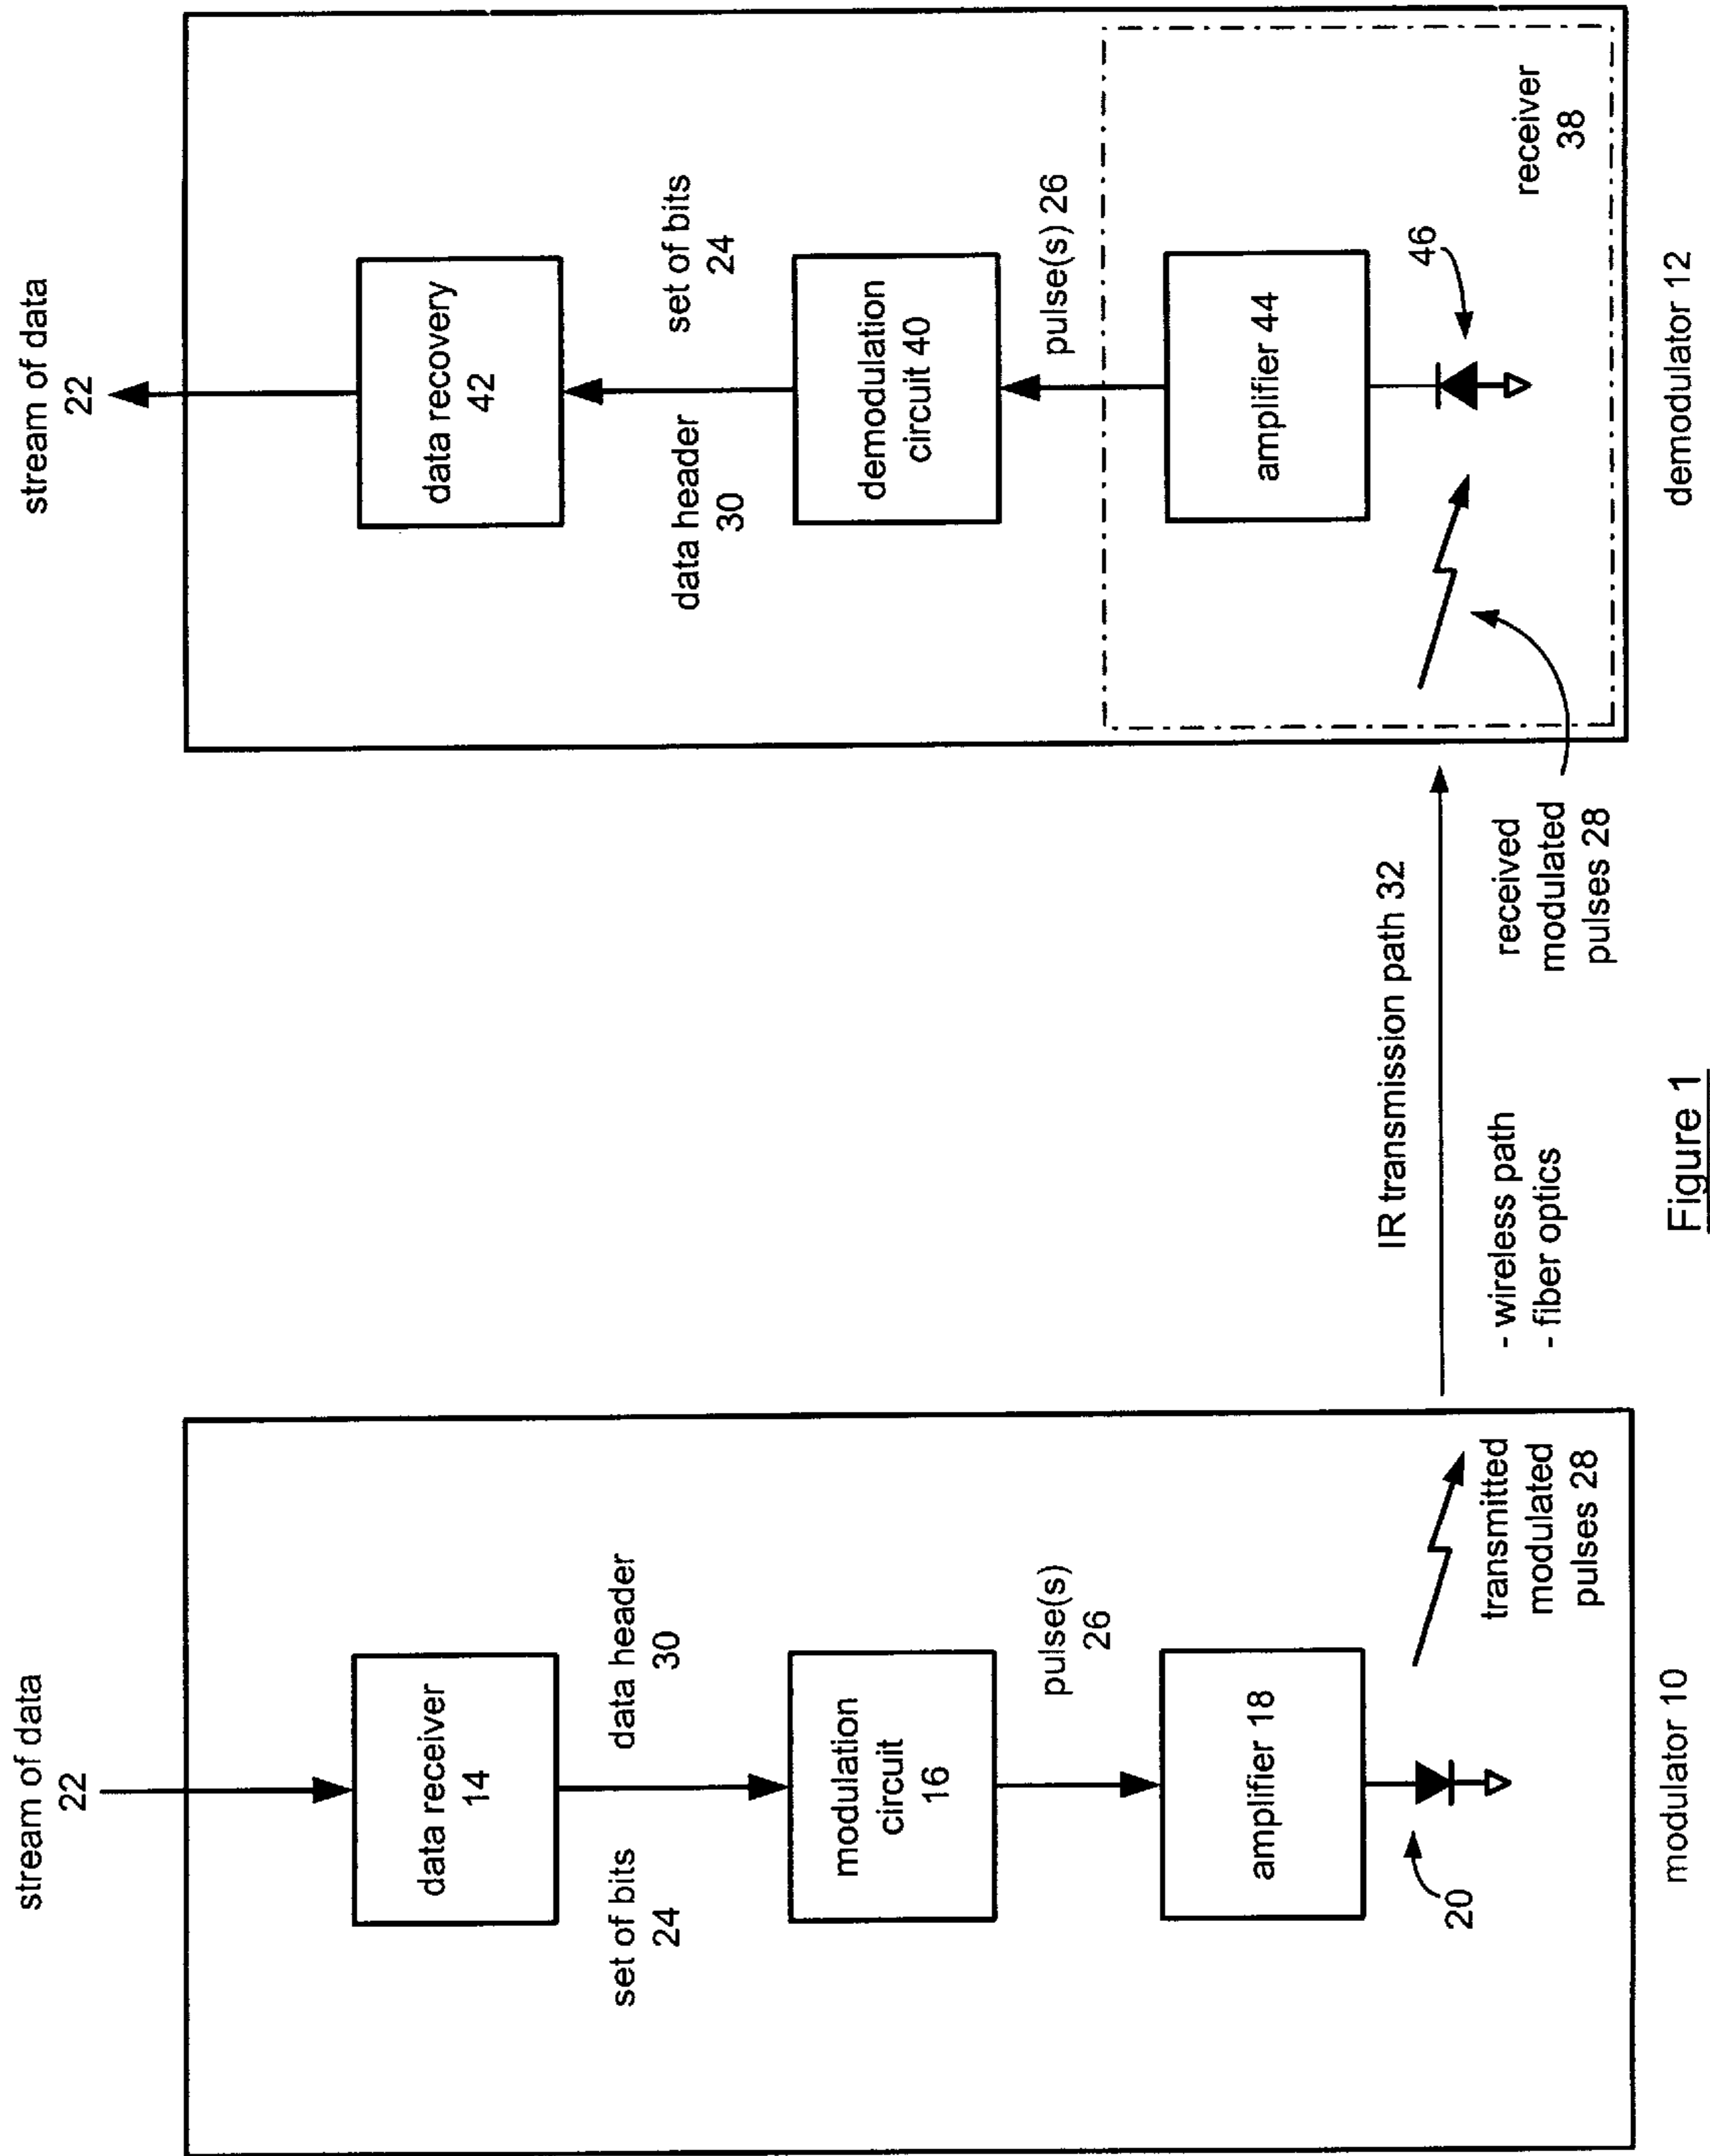 stream of data
22
data receiver
14
set of bits
24
data header
30
modulation
circuit
16
pulse(s)
26
amplifier 18
20
transmitted
modulated
pulses 28
modulator 10
IR transmission path 32
- wireless path
- fiber optics
received
modulated
pulses 28
stream of data
22
data recovery
42
data header
30
set of bits
24
demodulation
circuit 40
pulse(s) 26
amplifier 44
46
receiver
38
demodulator 12
Figure 1